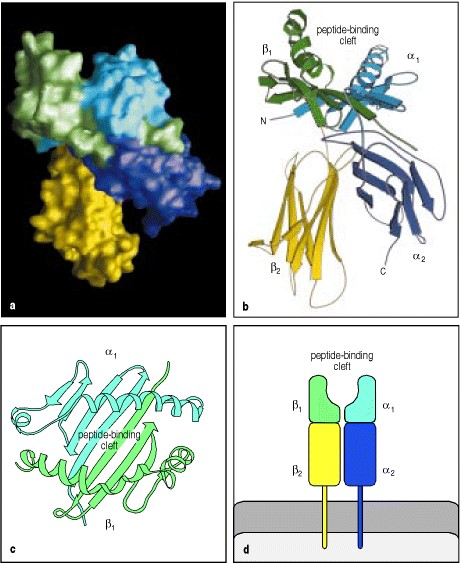 a
peptide-binding
cleft
β1
α1
N
β2
α2
C
b
α1
peptide-binding
cleft
β1
c
peptide-binding
cleft
β1
α1
β2
α2
d